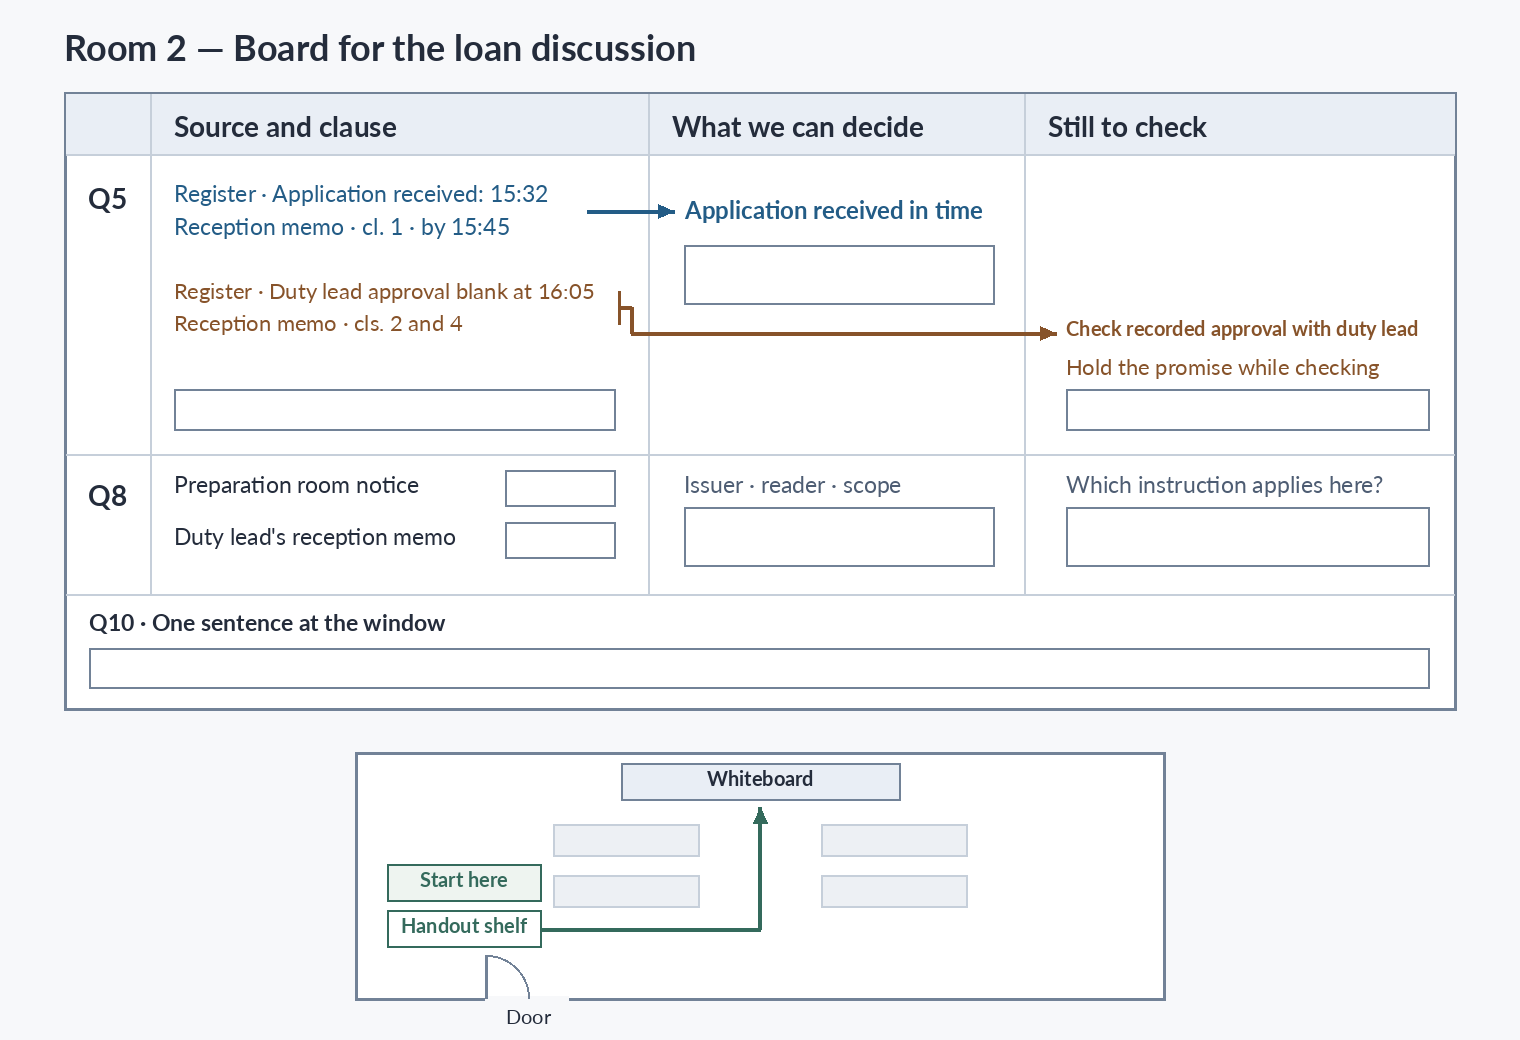 Room 2 — Board for the loan discussion
Source and clause
What we can decide
Still to check
Q5
Register · Application received: 15:32
Reception memo · cl. 1 · by 15:45
Application received in time
Register · Duty lead approval blank at 16:05
Reception memo · cls. 2 and 4
Check recorded approval with duty lead
Hold the promise while checking
Q8
Preparation room notice
Duty lead's reception memo
Issuer · reader · scope
Which instruction applies here?
Q10 · One sentence at the window
Whiteboard
Start here
Handout shelf
Door